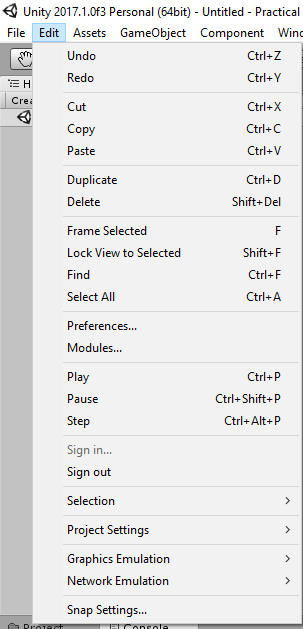 Unity 2017.1.0f3 Personal (64bit) - Untitled - Practical
File Edit Assets GameObject Component
Undo Ctrl+Z
Redo Ctrl+Y
Cut Ctrl+X
Copy Ctrl+C
Paste Ctrl+V
Duplicate Ctrl+D
Delete Shift+Del
Frame Selected F
Lock View to Selected Shift+F
Find Ctrl+F
Select All Ctrl+A
Preferences...
Modules...
Play Ctrl+P
Pause Ctrl+Shift+P
Step Ctrl+Alt+P
Sign in...
Sign out
Selection
Project Settings
Graphics Emulation
Network Emulation
Snap Settings...
Project Console